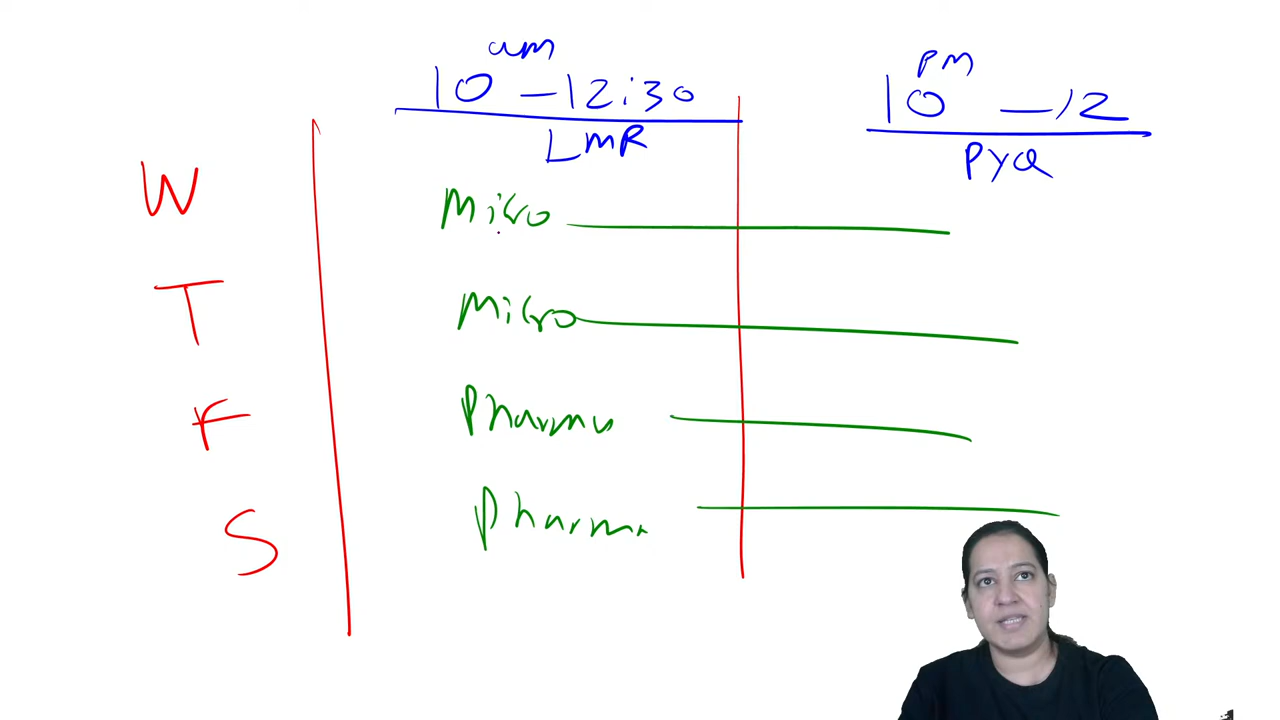 am
10 - 12:30
LMR
PM
10 - 12
PYQ
W Micro
T Micro
F Pharma
S Pharma